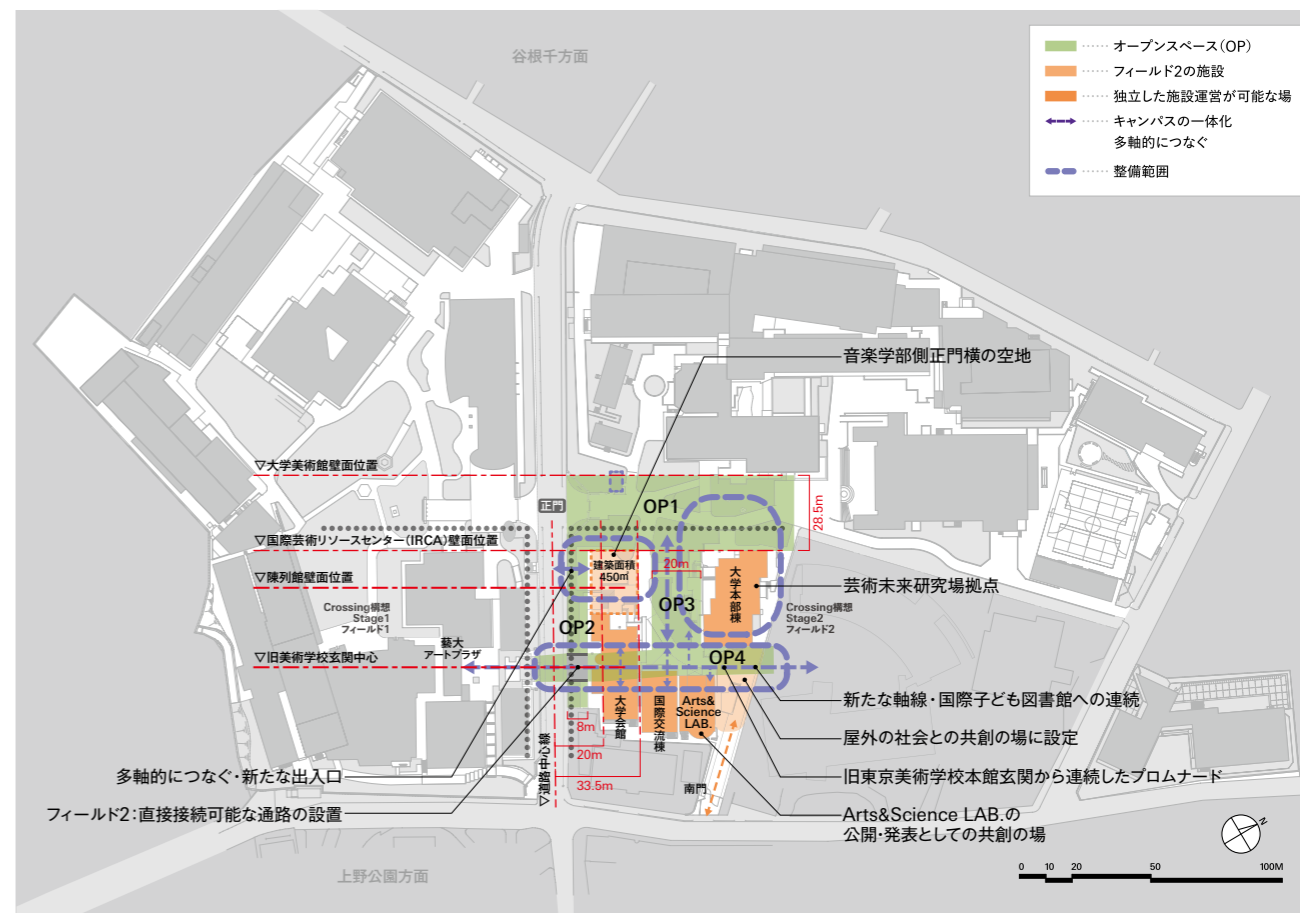 谷根千方面
オープンスペース（OP）
フィールド2の施設
独立した施設運営が可能な場
キャンパスの一体化
多軸的につなぐ
整備範囲
音楽学部側正門横の空地
▽大学美術館壁面位置
正門
OP1
28.5m
▽国際芸術リソースセンター（IRCA）壁面位置
建築面積
450㎡
20m
▽陳列館壁面位置
大学本部棟
芸術未来研究場拠点
Crossing構想
Stage1
フィールド1
OP3
Crossing構想
Stage2
フィールド2
OP2
藝大
アートプラザ
▽旧美術学校玄関中心
OP4
新たな軸線・国際子ども図書館への連続
大学会館
国際交流棟
Arts&
Science
LAB.
8m
屋外の社会との共創の場に設定
20m
▽道路中心線
多軸的につなぐ・新たな出入口
33.5m
旧東京美術学校本館玄関から連続したプロムナード
南門
フィールド2：直接接続可能な通路の設置
Arts&Science LAB.の
公開・発表としての共創の場
N
上野公園方面
0 10 20 50 100M